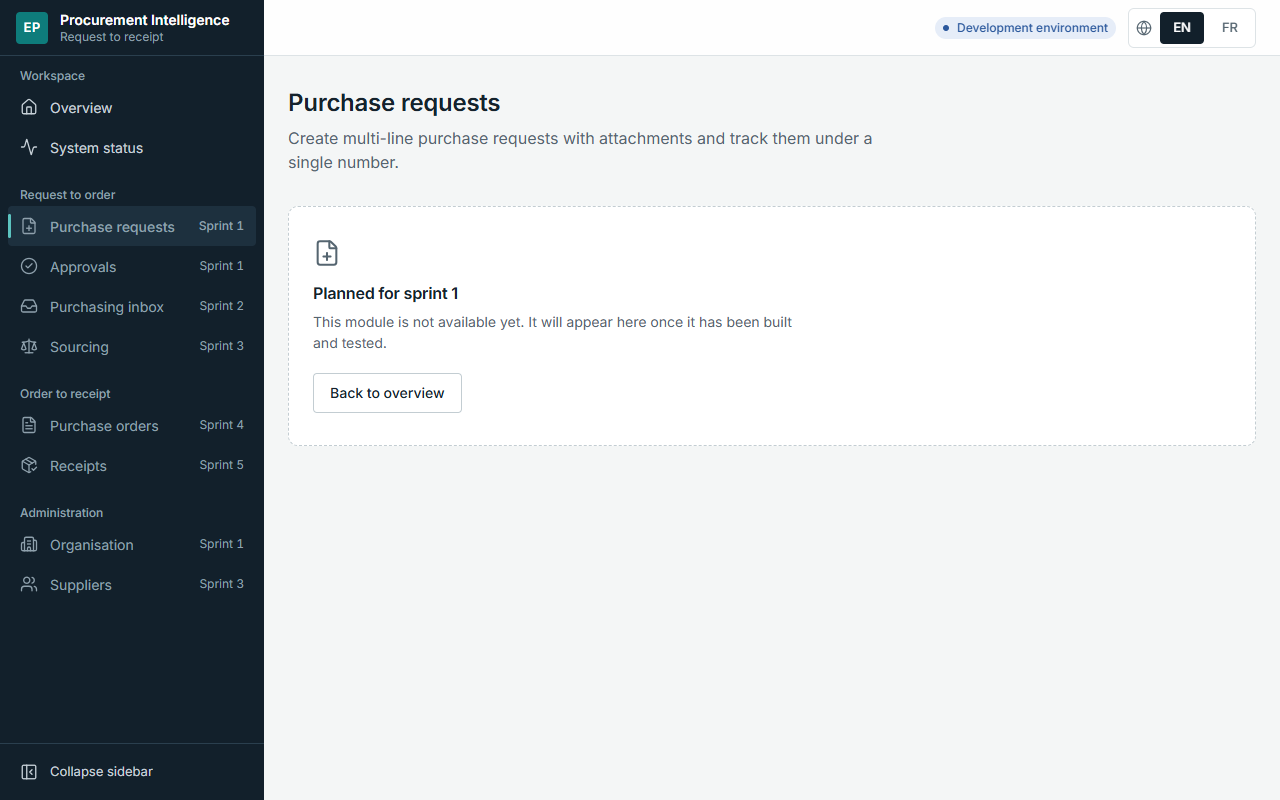 EP
Procurement Intelligence
Request to receipt
Development environment
EN
FR
Workspace
Overview
System status
Request to order
Purchase requests Sprint 1
Approvals Sprint 1
Purchasing inbox Sprint 2
Sourcing Sprint 3
Order to receipt
Purchase orders Sprint 4
Receipts Sprint 5
Administration
Organisation Sprint 1
Suppliers Sprint 3
Collapse sidebar
Purchase requests
Create multi-line purchase requests with attachments and track them under a
single number.
Planned for sprint 1
This module is not available yet. It will appear here once it has been built
and tested.
Back to overview